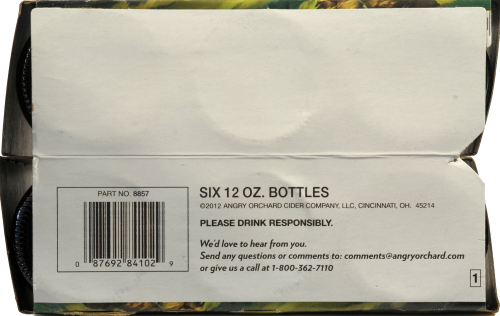 PART NO. 8857
0 87692 84102 9
SIX 12 OZ. BOTTLES
©2012 ANGRY ORCHARD CIDER COMPANY, LLC, CINCINNATI, OH. 45214
PLEASE DRINK RESPONSIBLY.
We'd love to hear from you.
Send any questions or comments to: comments@angryorchard.com
or give us a call at 1-800-362-7110
1